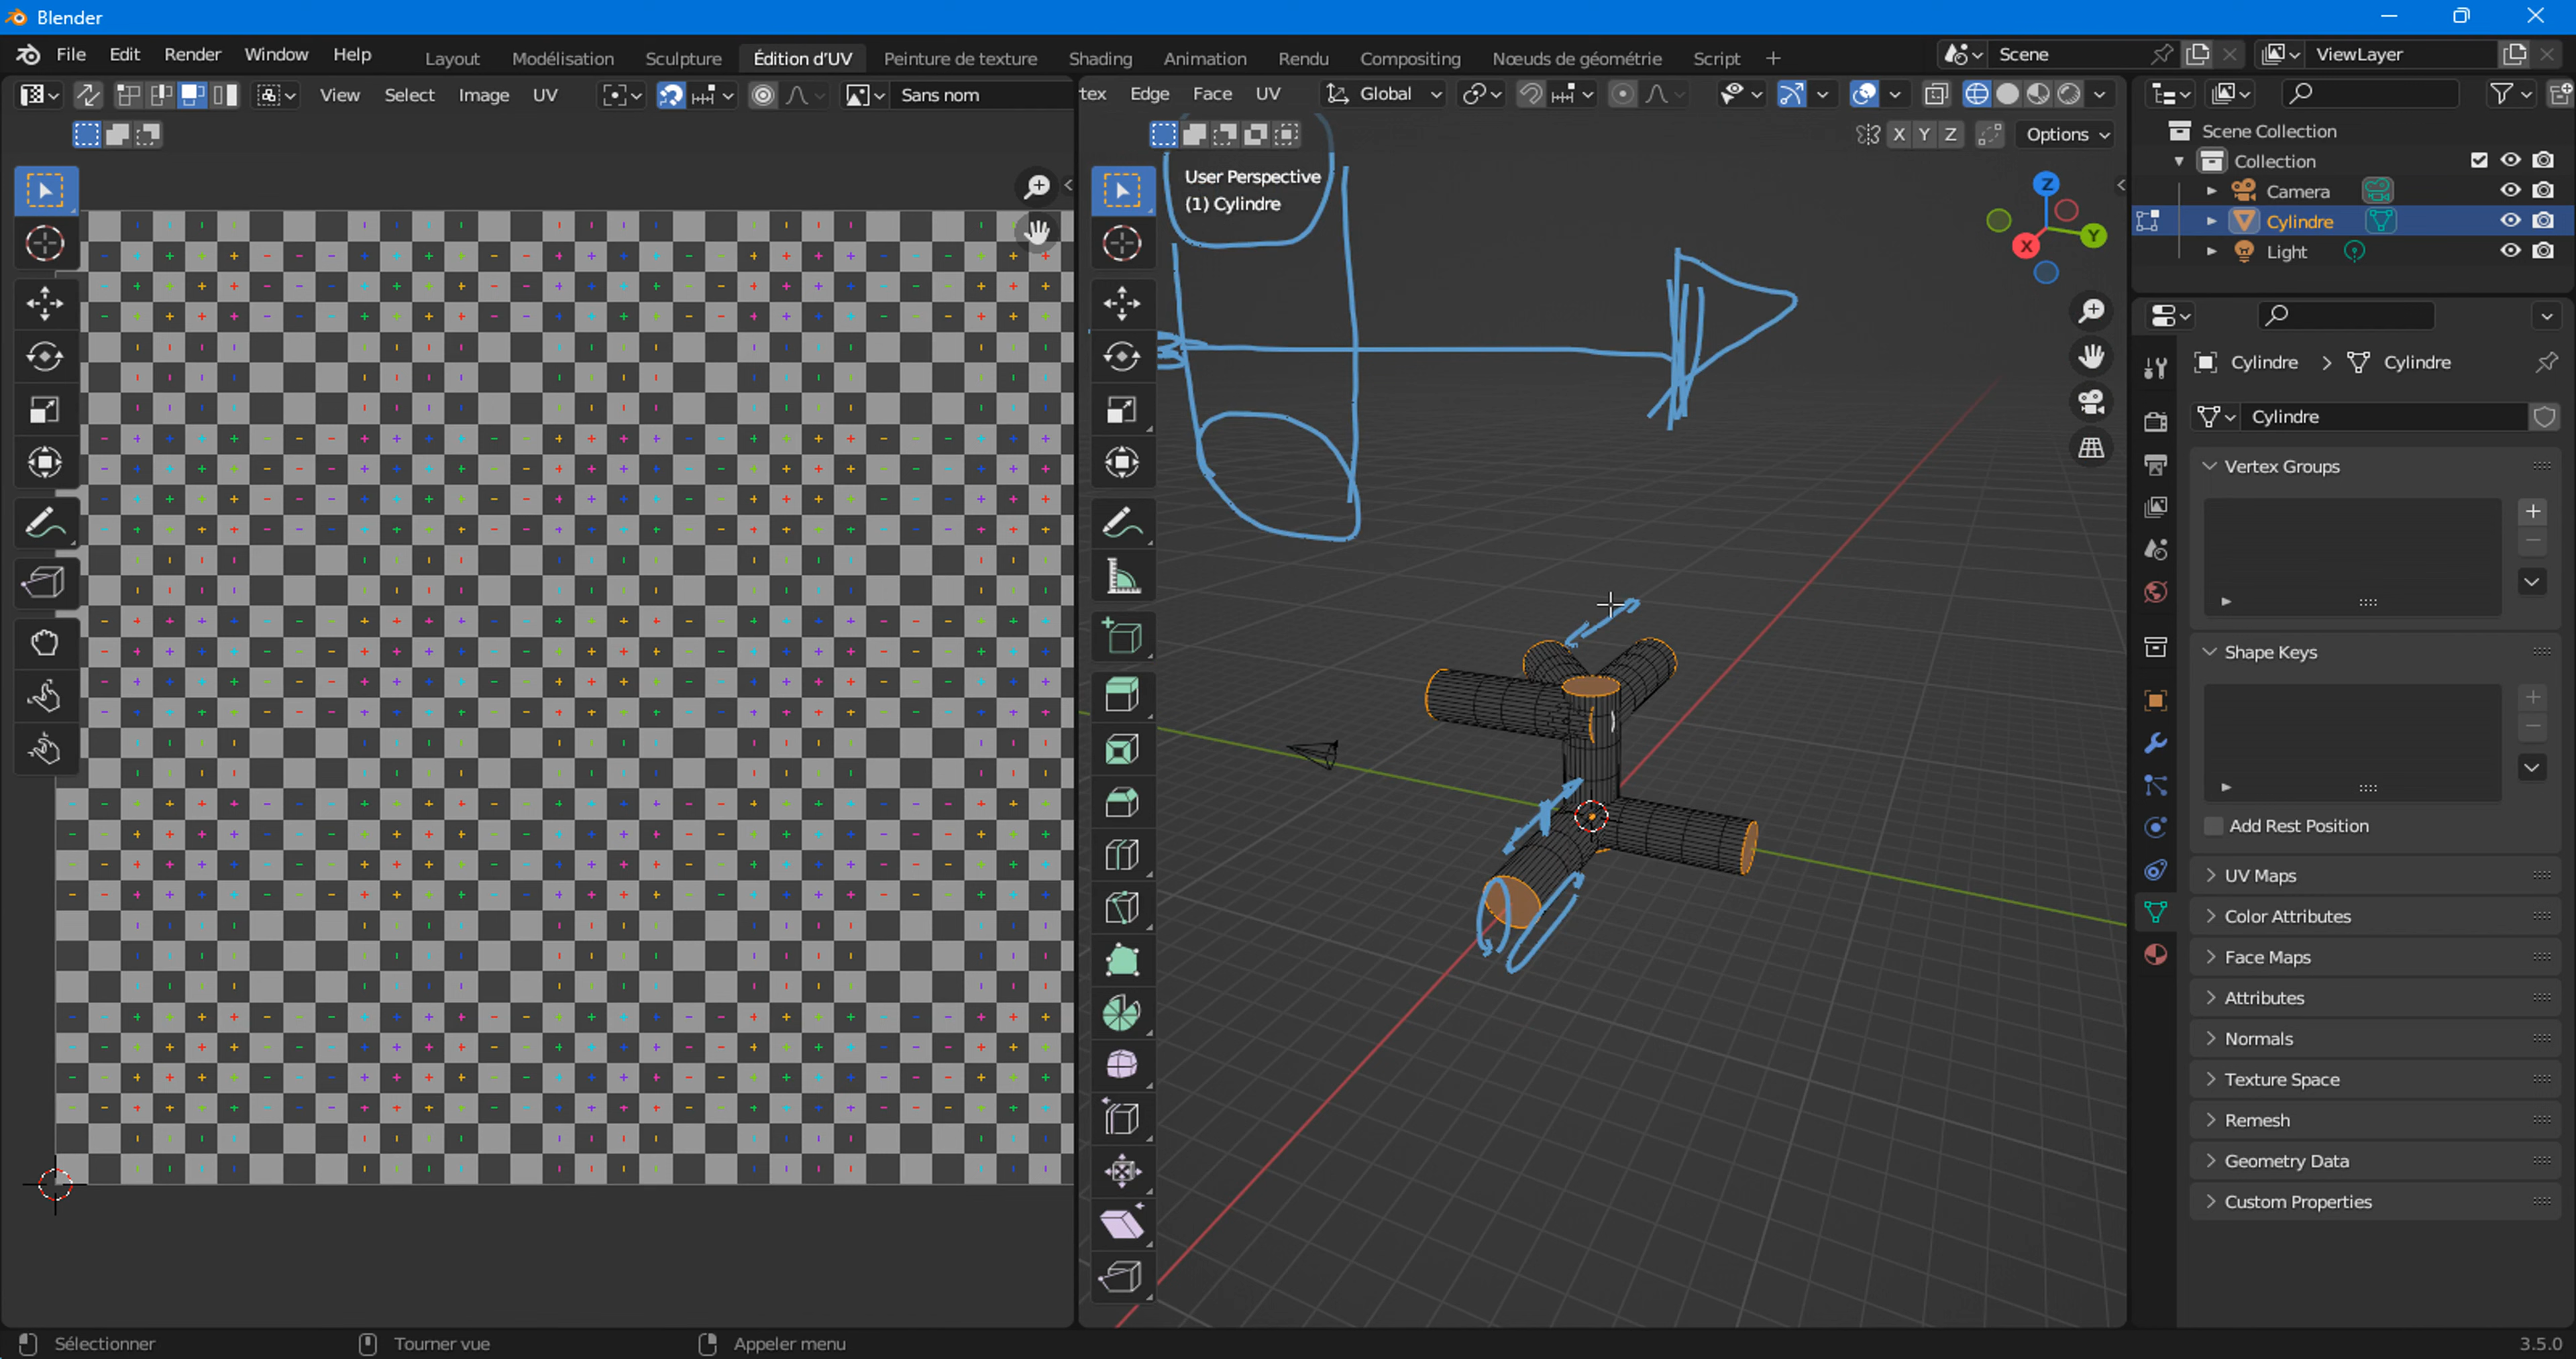 Blender
File Edit Render Window Help Layout Modélisation Sculpture Édition d'UV Peinture de texture Shading Animation Rendu Compositing Nœuds de géométrie Script + Scene ViewLayer
View Select Image UV Sans nom
tex Edge Face UV Global
X Y Z Options
User Perspective
(1) Cylindre
Z
Y
X
Scene Collection
Collection
Camera
Cylindre
Light
Cylindre > Cylindre
Cylindre
Vertex Groups
Shape Keys
Add Rest Position
UV Maps
Color Attributes
Face Maps
Attributes
Normals
Texture Space
Remesh
Geometry Data
Custom Properties
Sélectionner Tourner vue Appeler menu 3.5.0